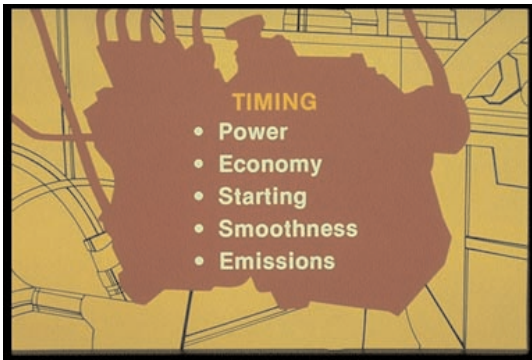 TIMING
• Power
• Economy
• Starting
• Smoothness
• Emissions